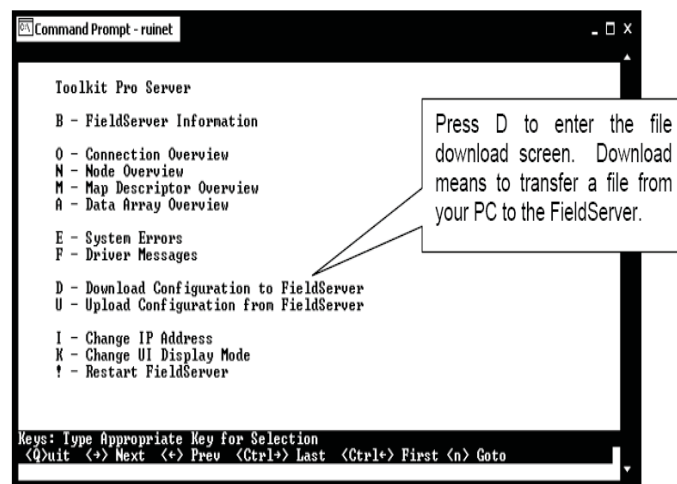 Command Prompt - ruinet
Toolkit Pro Server
B - FieldServer Information
O - Connection Overview
N - Node Overview
M - Map Descriptor Overview
A - Data Array Overview
E - System Errors
F - Driver Messages
D - Download Configuration to FieldServer
U - Upload Configuration from FieldServer
I - Change IP Address
K - Change UI Display Mode
! - Restart FieldServer
Press D to enter the file
download screen. Download
means to transfer a file from
your PC to the FieldServer.
Keys: Type Appropriate Key for Selection
<Q>uit <→> Next <←> Prev <Ctrl→> Last <Ctrl←> First <n> Goto